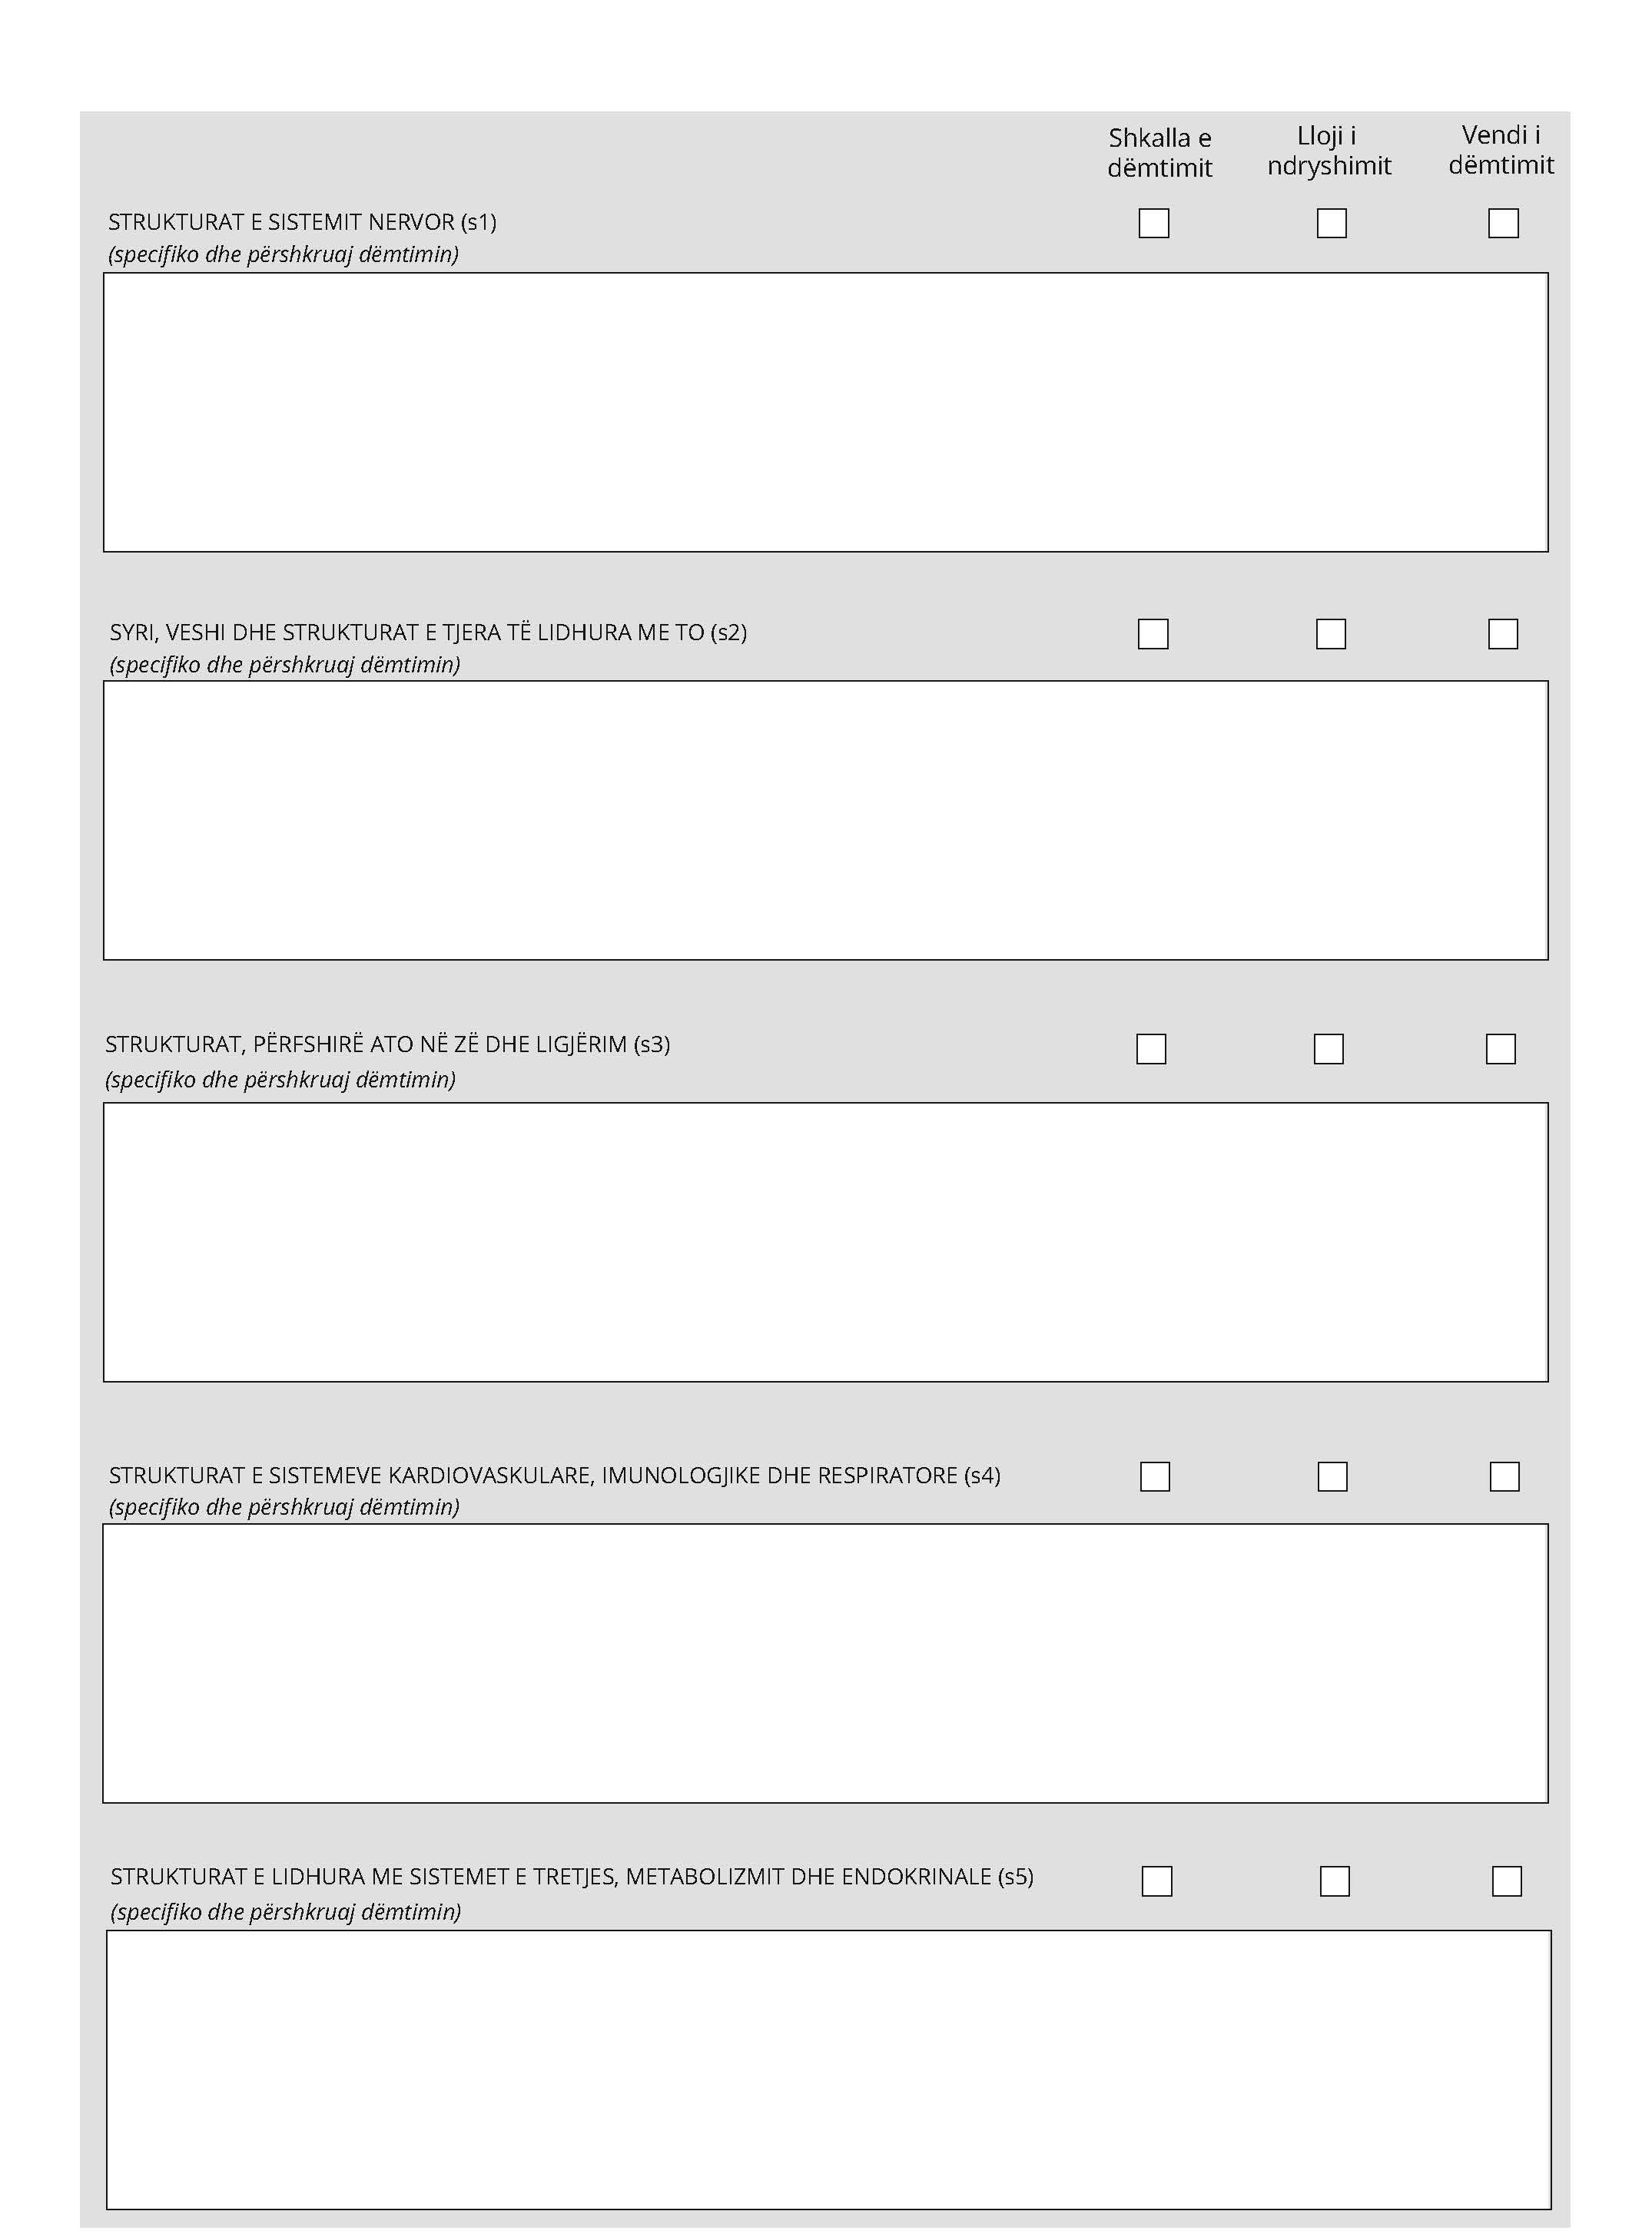 Shkalla e
dëmtimit
Lloji i
ndryshimit
Vendi i
dëmtimit
STRUKTURAT E SISTEMIT NERVOR (s1)
(specifiko dhe përshkruaj dëmtimin)
SYRI, VESHI DHE STRUKTURAT E TJERA TË LIDHURA ME TO (s2)
(specifiko dhe përshkruaj dëmtimin)
STRUKTURAT, PËRFSHIRË ATO NË ZË DHE LIGJËRIM (s3)
(specifiko dhe përshkruaj dëmtimin)
STRUKTURAT E SISTEMEVE KARDIOVASKULARE, IMUNOLOGJIKE DHE RESPIRATORE (s4)
(specifiko dhe përshkruaj dëmtimin)
STRUKTURAT E LIDHURA ME SISTEMET E TRETJES, METABOLIZMIT DHE ENDOKRINALE (s5)
(specifiko dhe përshkruaj dëmtimin)